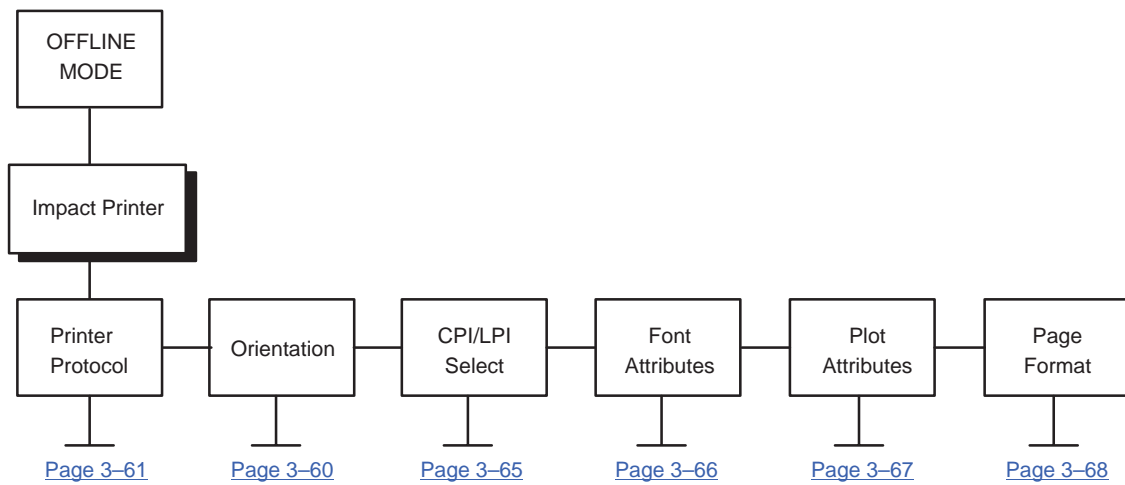 OFFLINE
MODE
Impact Printer
Printer
Protocol
Orientation
CPI/LPI
Select
Font
Attributes
Plot
Attributes
Page
Format
Page 3–61
Page 3–60
Page 3–65
Page 3–66
Page 3–67
Page 3–68